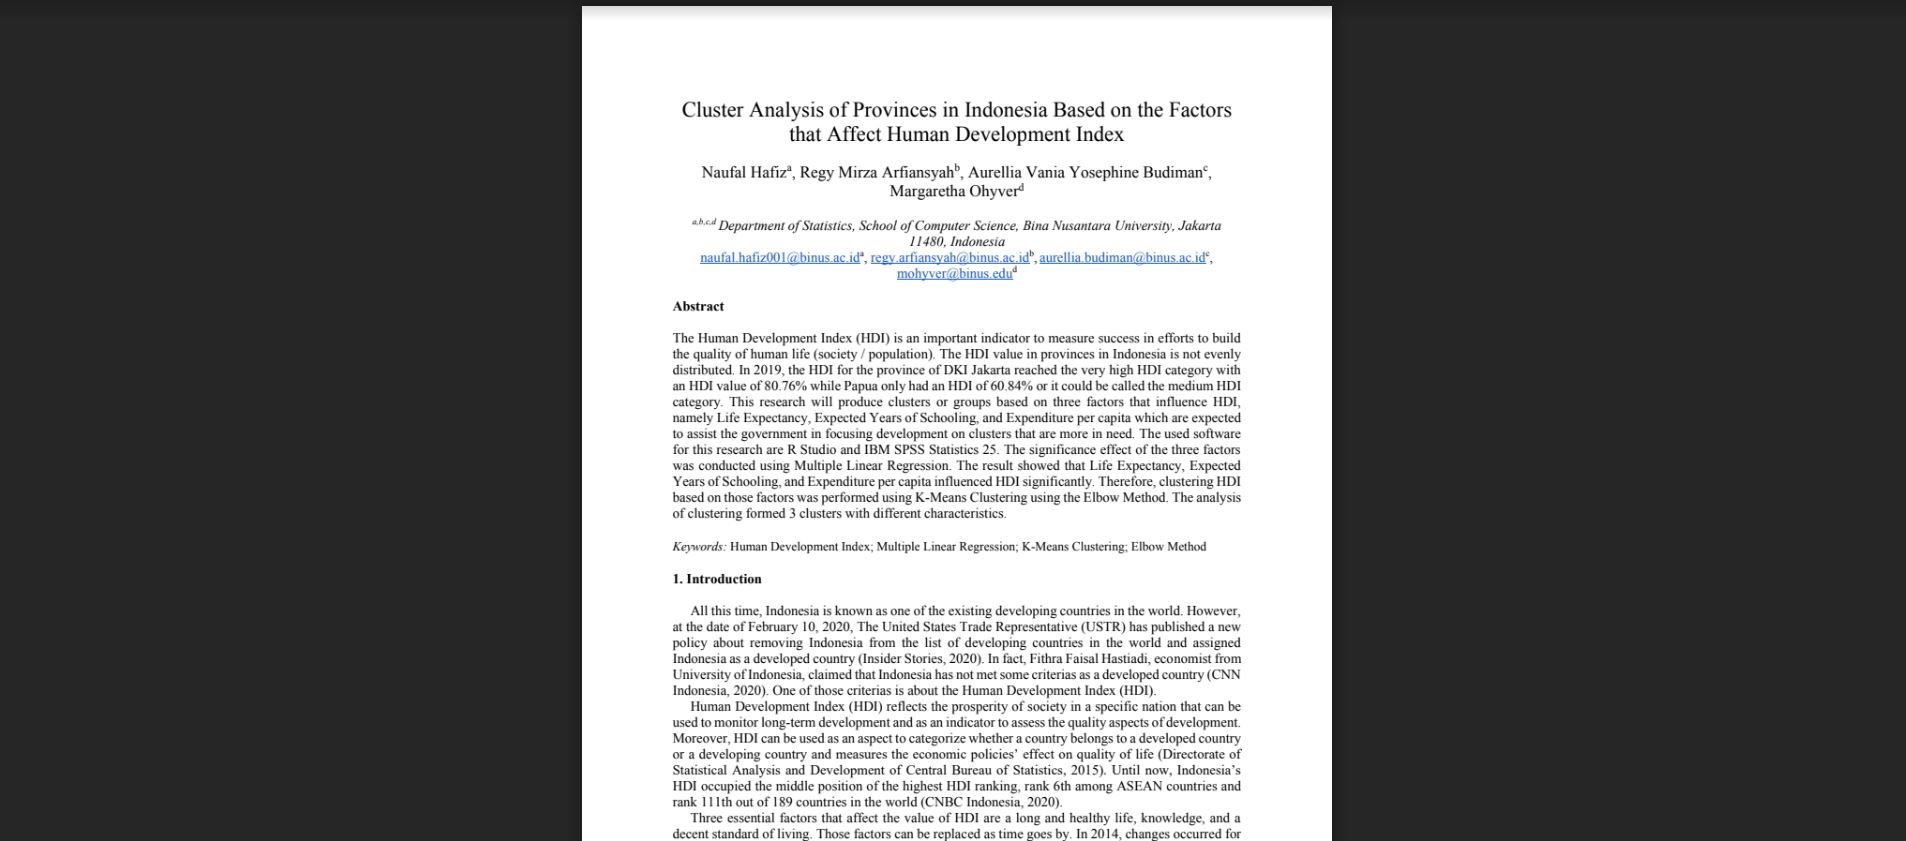 Cluster Analysis of Provinces in Indonesia Based on the Factors
that Affect Human Development Index
Naufal Hafizᵃ, Regy Mirza Arfiansyahᵇ, Aurellia Vania Yosephine Budimanᶜ,
Margaretha Ohyverᵈ
ᵃ,ᵇ,ᶜ,ᵈ Department of Statistics, School of Computer Science, Bina Nusantara University, Jakarta
11480, Indonesia
naufal.hafiz001@binus.ac.idᵃ, regy.arfiansyah@binus.ac.idᵇ, aurellia.budiman@binus.ac.idᶜ,
mohyver@binus.eduᵈ
Abstract
The Human Development Index (HDI) is an important indicator to measure success in efforts to build
the quality of human life (society / population). The HDI value in provinces in Indonesia is not evenly
distributed. In 2019, the HDI for the province of DKI Jakarta reached the very high HDI category with
an HDI value of 80.76% while Papua only had an HDI of 60.84% or it could be called the medium HDI
category. This research will produce clusters or groups based on three factors that influence HDI,
namely Life Expectancy, Expected Years of Schooling, and Expenditure per capita which are expected
to assist the government in focusing development on clusters that are more in need. The used software
for this research are R Studio and IBM SPSS Statistics 25. The significance effect of the three factors
was conducted using Multiple Linear Regression. The result showed that Life Expectancy, Expected
Years of Schooling, and Expenditure per capita influenced HDI significantly. Therefore, clustering HDI
based on those factors was performed using K-Means Clustering using the Elbow Method. The analysis
of clustering formed 3 clusters with different characteristics.
Keywords: Human Development Index; Multiple Linear Regression; K-Means Clustering; Elbow Method
1. Introduction
All this time, Indonesia is known as one of the existing developing countries in the world. However,
at the date of February 10, 2020, The United States Trade Representative (USTR) has published a new
policy about removing Indonesia from the list of developing countries in the world and assigned
Indonesia as a developed country (Insider Stories, 2020). In fact, Fithra Faisal Hastiadi, economist from
University of Indonesia, claimed that Indonesia has not met some criterias as a developed country (CNN
Indonesia, 2020). One of those criterias is about the Human Development Index (HDI).
Human Development Index (HDI) reflects the prosperity of society in a specific nation that can be
used to monitor long-term development and as an indicator to assess the quality aspects of development.
Moreover, HDI can be used as an aspect to categorize whether a country belongs to a developed country
or a developing country and measures the economic policies’ effect on quality of life (Directorate of
Statistical Analysis and Development of Central Bureau of Statistics, 2015). Until now, Indonesia’s
HDI occupied the middle position of the highest HDI ranking, rank 6th among ASEAN countries and
rank 111th out of 189 countries in the world (CNBC Indonesia, 2020).
Three essential factors that affect the value of HDI are a long and healthy life, knowledge, and a
decent standard of living. Those factors can be replaced as time goes by. In 2014, changes occurred for